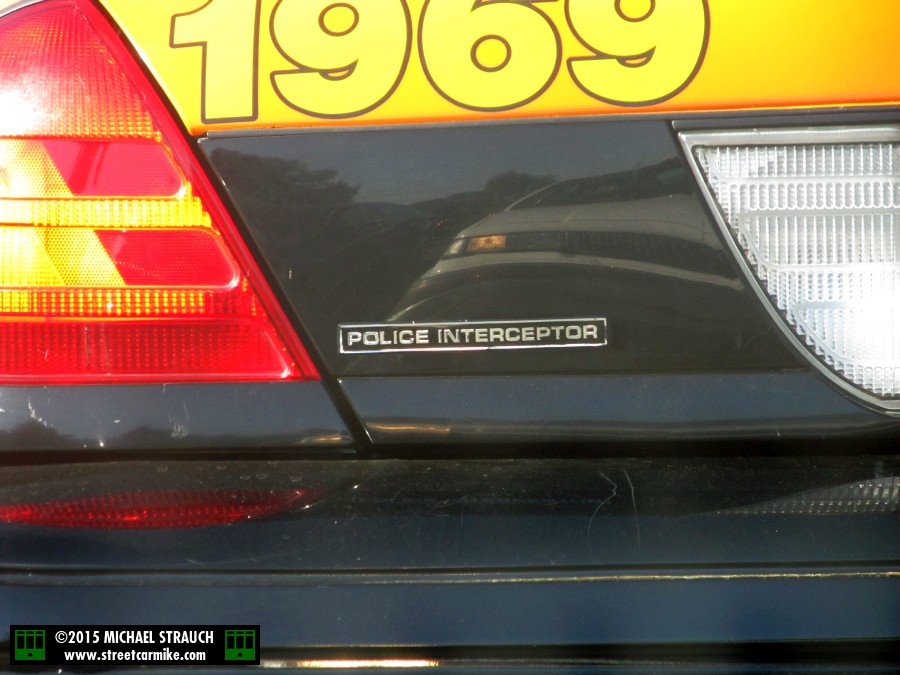 1969
POLICE INTERCEPTOR
©2015 MICHAEL STRAUCH
www.streetcarmike.com